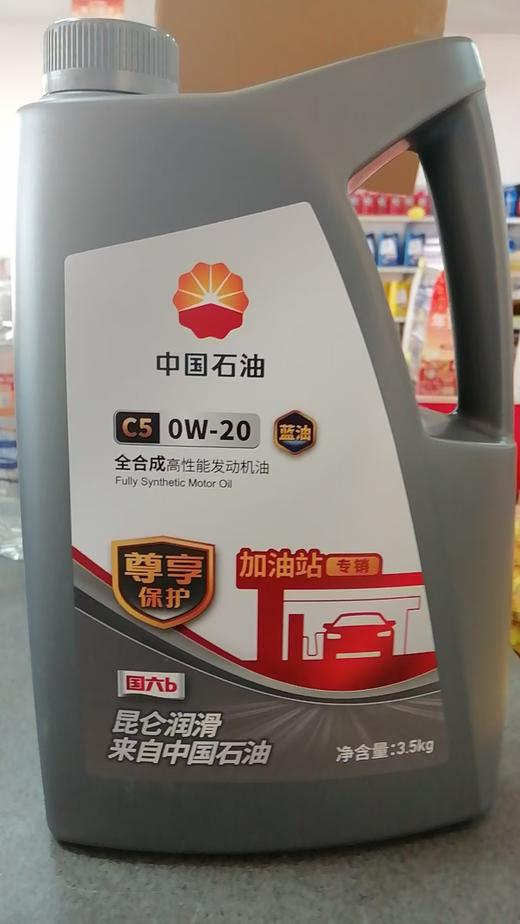 中国石油
C5 0W-20 蓝油
全合成高性能发动机油
Fully Synthetic Motor Oil
尊享
保护
加油站 专销
国六b
昆仑润滑
来自中国石油
净含量:3.5kg